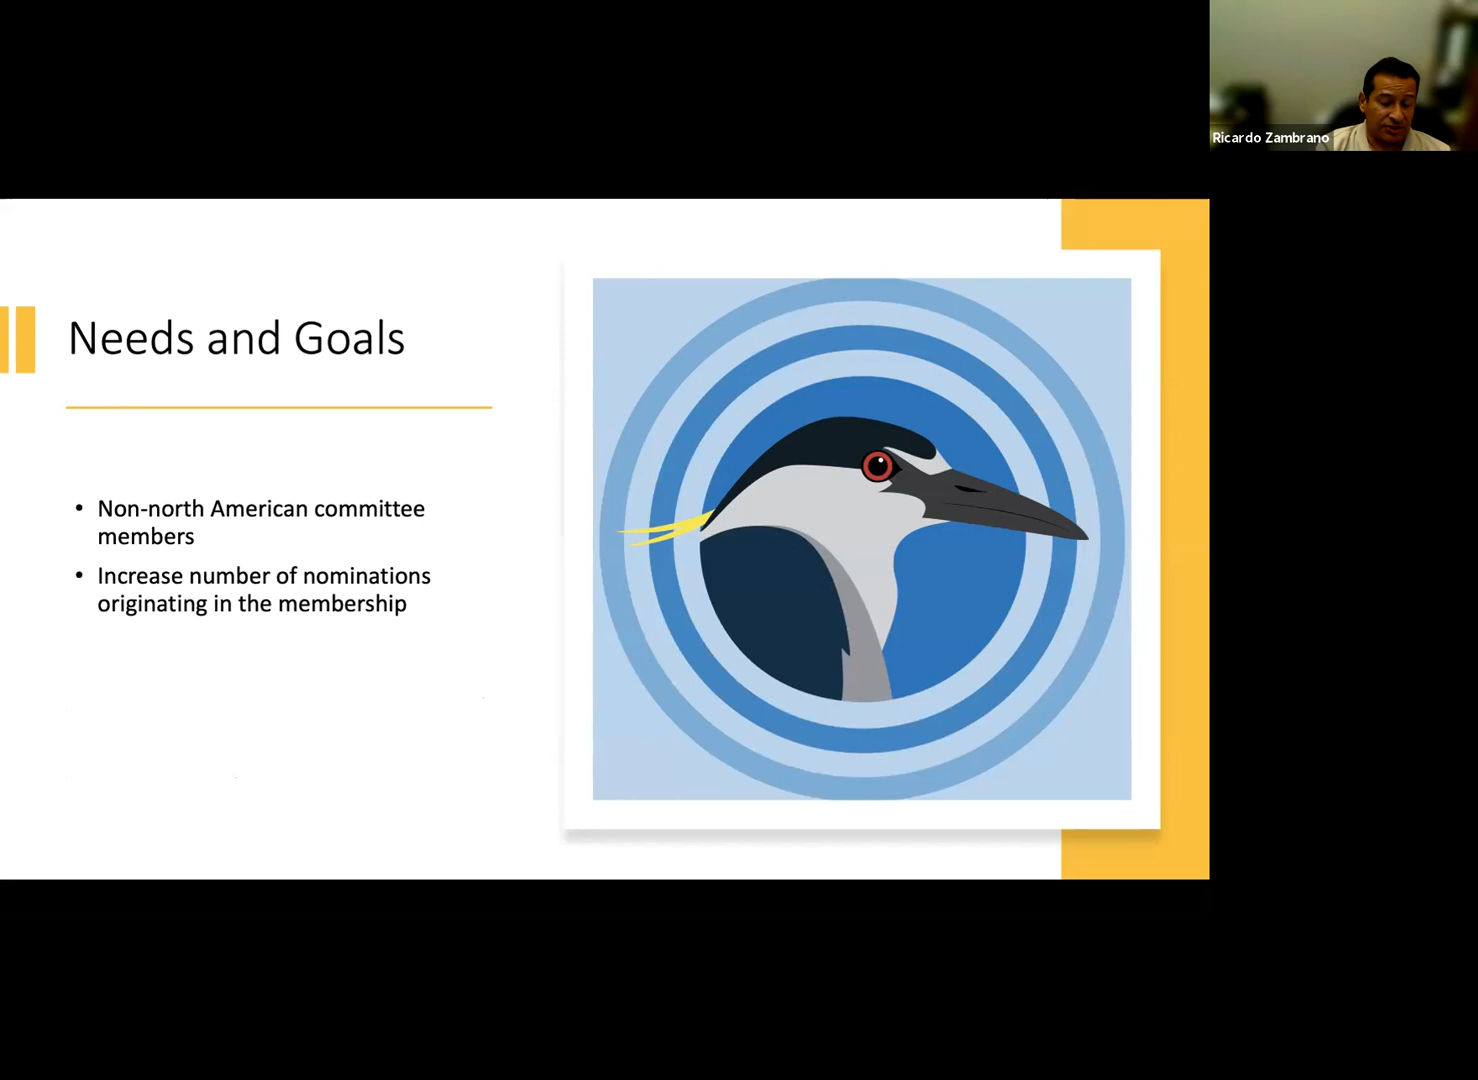 Ricardo Zambrano
Needs and Goals
• Non-north American committee
members
• Increase number of nominations
originating in the membership